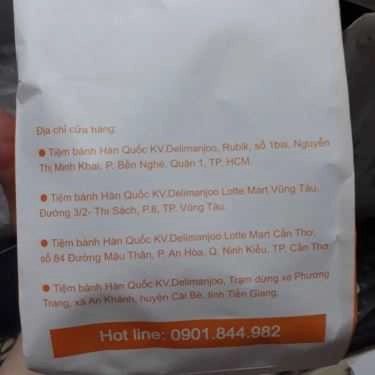 Địa chỉ cửa hàng:
● Tiệm bánh Hàn Quốc KV.Delimanjoo, Rubik, số 1bis, Nguyễn
Thị Minh Khai, P. Bến Nghé, Quận 1, TP. HCM.
● Tiệm bánh Hàn Quốc KV.Delimanjoo Lotte Mart Vũng Tàu,
Đường 3/2- Thi Sách, P.8, TP. Vũng Tàu.
● Tiệm bánh Hàn Quốc KV.Delimanjoo Lotte Mart Cần Thơ,
số 84 Đường Mậu Thân, P. An Hòa, Q. Ninh Kiều, TP. Cần Thơ.
● Tiệm bánh Hàn Quốc KV.Delimanjoo, Trạm dừng xe Phương
Trang, xã An Khánh, huyện Cái Bè, tỉnh Tiền Giang.
Hot line: 0901.844.982